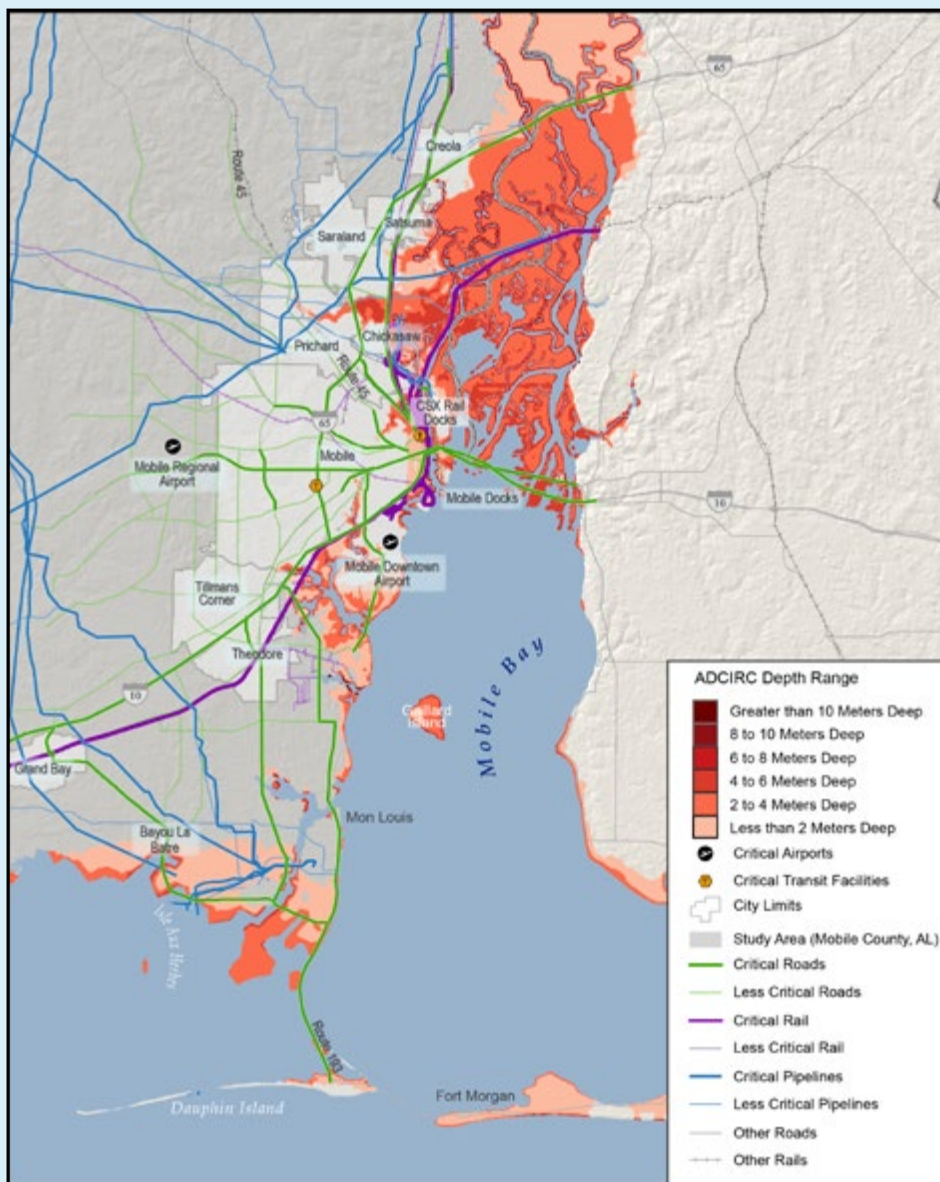 65
Creola
Route 45
Satsuma
Saraland
Chickasaw
Prichard
Route 45
CSX Rail
Docks
65
Mobile
Mobile Regional
Airport
Mobile Docks
10
Mobile Downtown
Airport
Tillmans
Corner
Theodore
Mobile Bay
Gaillard
Island
10
Grand Bay
Mon Louis
Bayou La
Batre
Isle Aux Herbes
Route 193
Fort Morgan
Dauphin Island
ADCIRC Depth Range
Greater than 10 Meters Deep
8 to 10 Meters Deep
6 to 8 Meters Deep
4 to 6 Meters Deep
2 to 4 Meters Deep
Less than 2 Meters Deep
Critical Airports
Critical Transit Facilities
City Limits
Study Area (Mobile County, AL)
Critical Roads
Less Critical Roads
Critical Rail
Less Critical Rail
Critical Pipelines
Less Critical Pipelines
Other Roads
Other Rails